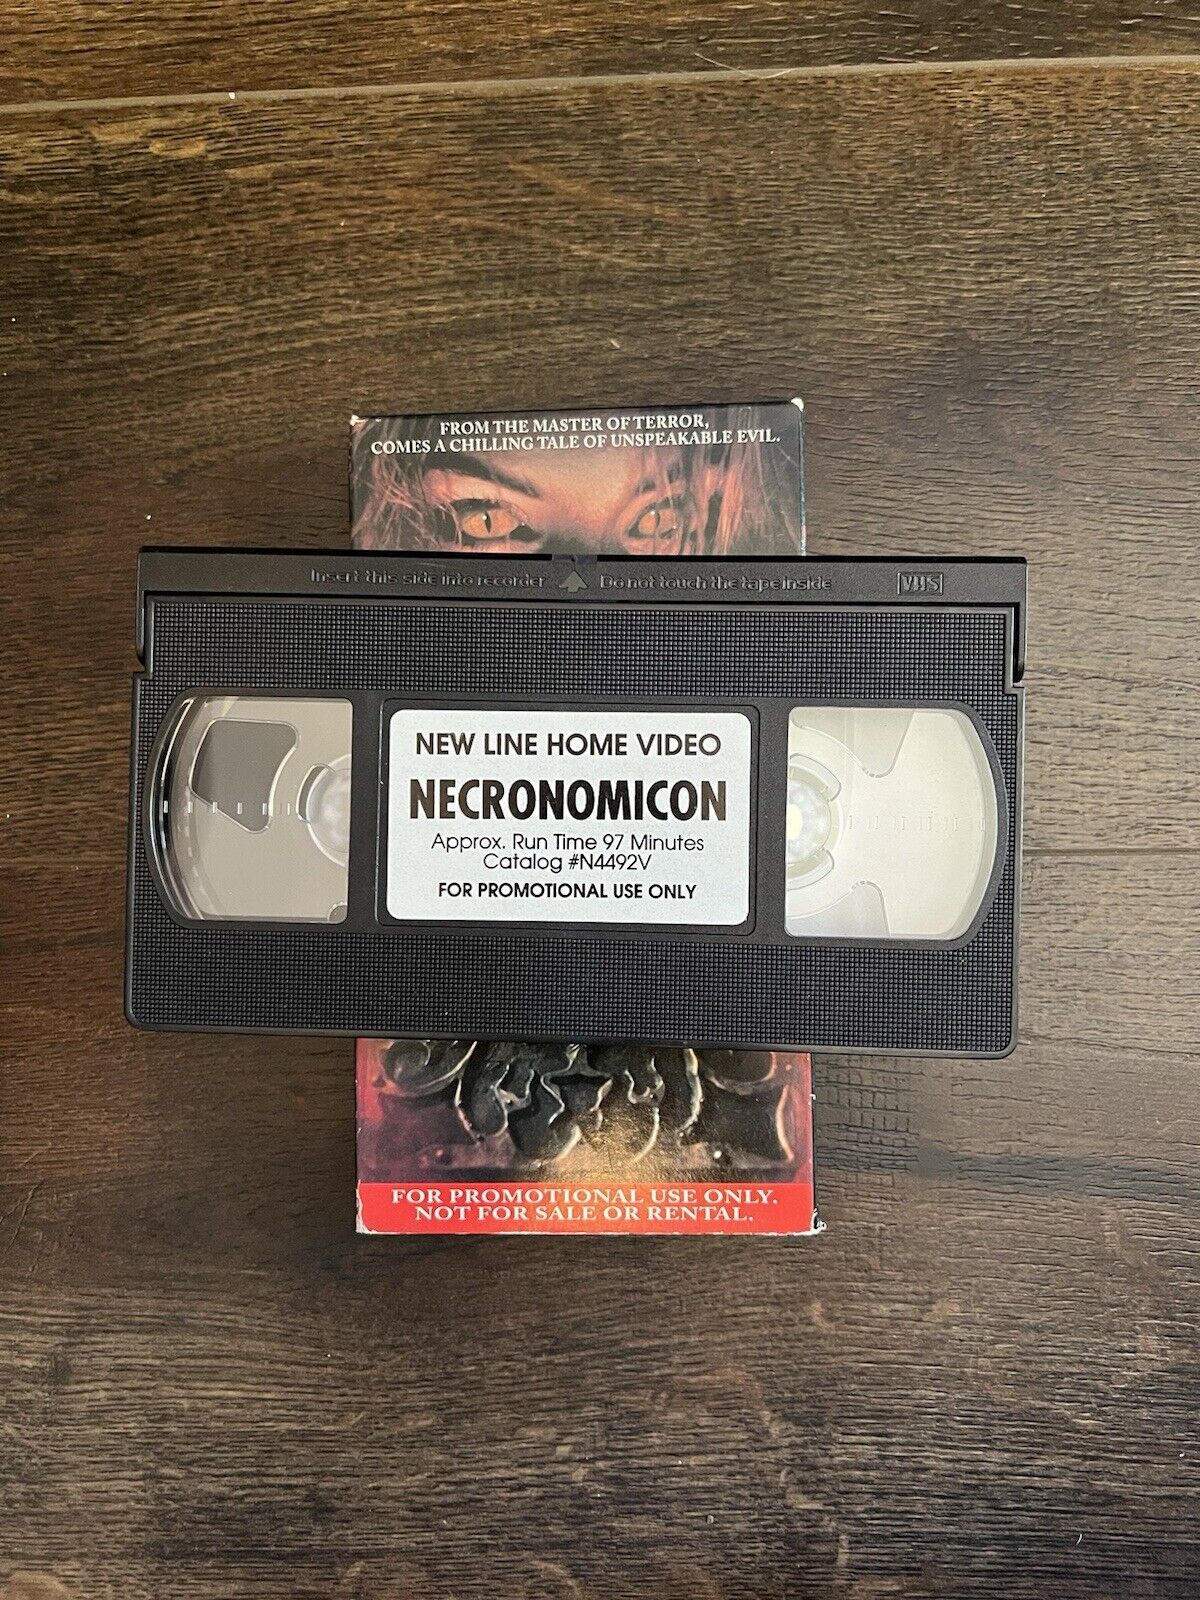 FROM THE MASTER OF TERROR,
COMES A CHILLING TALE OF UNSPEAKABLE EVIL.
Insert this side into recorder Do not touch the tape inside VHS
NEW LINE HOME VIDEO
NECRONOMICON
Approx. Run Time 97 Minutes
Catalog #N4492V
FOR PROMOTIONAL USE ONLY
FOR PROMOTIONAL USE ONLY.
NOT FOR SALE OR RENTAL.